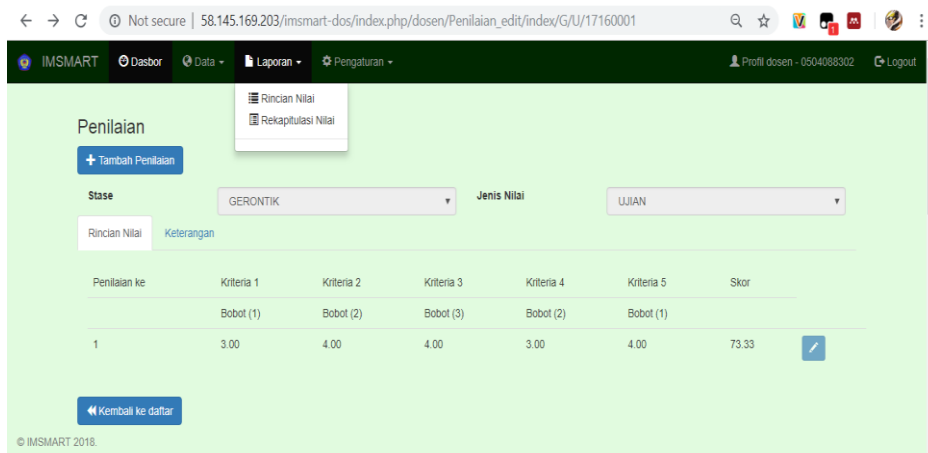 Not secure | 58.145.169.203/imsmart-dos/index.php/dosen/Penilaian_edit/index/G/U/17160001
1
IMSMART Dasbor Data Laporan Pengaturan Profil dosen - 0504088302 Logout
Rincian Nilai
Rekapitulasi Nilai
Penilaian
Tambah Penilaian
Stase GERONTIK Jenis Nilai UJIAN
Rincian Nilai Keterangan
Penilaian ke Kriteria 1 Kriteria 2 Kriteria 3 Kriteria 4 Kriteria 5 Skor
Bobot (1) Bobot (2) Bobot (3) Bobot (2) Bobot (1)
1 3.00 4.00 4.00 3.00 4.00 73.33
Kembali ke daftar
© IMSMART 2018.